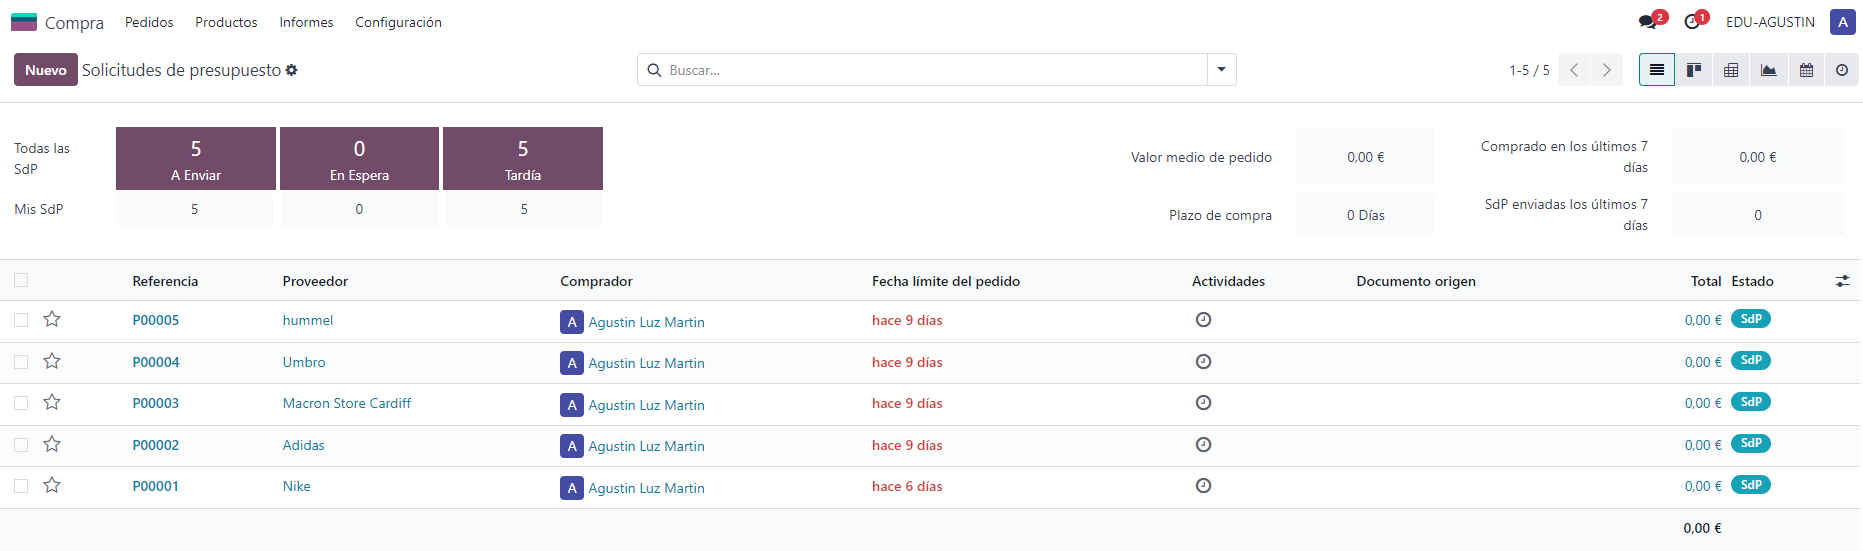 Compra Pedidos Productos Informes Configuración 2 1 EDU-AGUSTIN A
Nuevo Solicitudes de presupuesto Buscar... 1-5 / 5
Todas las SdP 5 A Enviar 0 En Espera 5 Tardía
Mis SdP 5 0 5
Valor medio de pedido 0,00 € Comprado en los últimos 7 días 0,00 €
Plazo de compra 0 Días SdP enviadas los últimos 7 días 0
Referencia Proveedor Comprador Fecha límite del pedido Actividades Documento origen Total Estado
P00005 hummel A Agustin Luz Martin hace 9 días 0,00 € SdP
P00004 Umbro A Agustin Luz Martin hace 9 días 0,00 € SdP
P00003 Macron Store Cardiff A Agustin Luz Martin hace 9 días 0,00 € SdP
P00002 Adidas A Agustin Luz Martin hace 9 días 0,00 € SdP
P00001 Nike A Agustin Luz Martin hace 6 días 0,00 € SdP
0,00 €